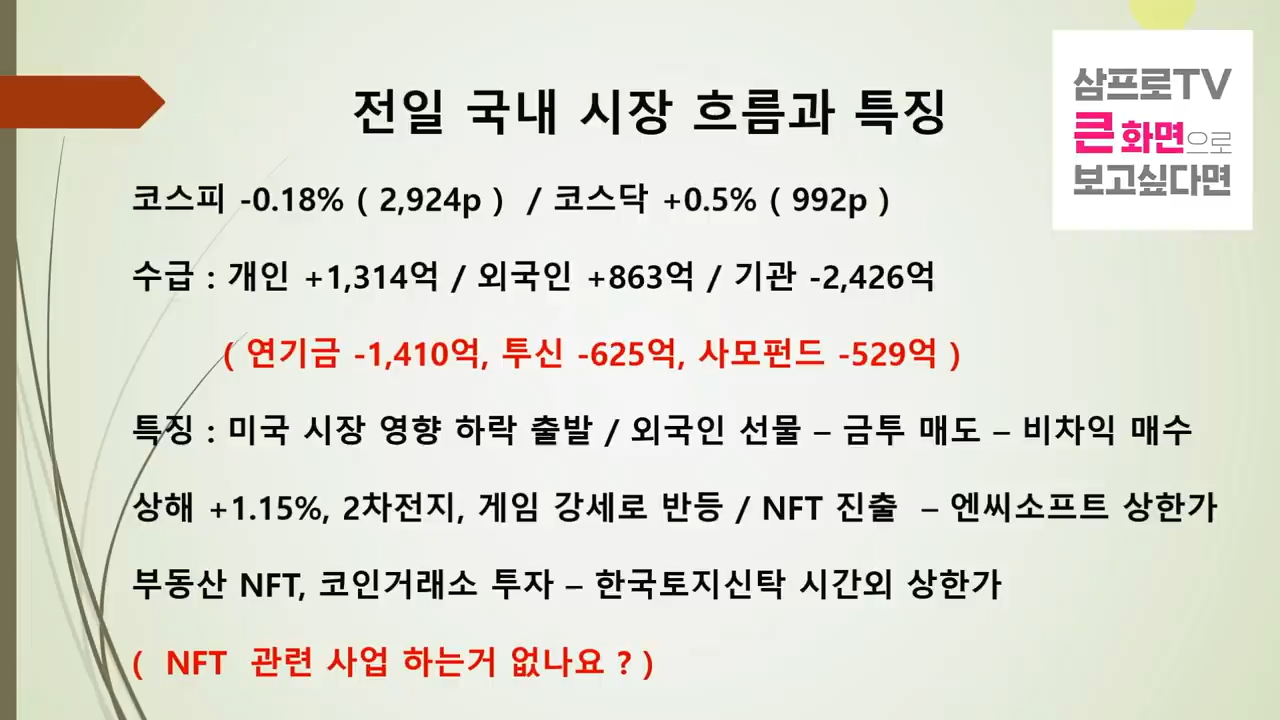 전일 국내 시장 흐름과 특징
삼프로TV
큰 화면으로
보고싶다면
코스피 -0.18% ( 2,924p ) / 코스닥 +0.5% ( 992p )
수급 : 개인 +1,314억 / 외국인 +863억 / 기관 -2,426억
( 연기금 -1,410억, 투신 -625억, 사모펀드 -529억 )
특징 : 미국 시장 영향 하락 출발 / 외국인 선물 – 금투 매도 – 비차익 매수
상해 +1.15%, 2차전지, 게임 강세로 반등 / NFT 진출 – 엔씨소프트 상한가
부동산 NFT, 코인거래소 투자 – 한국토지신탁 시간외 상한가
( NFT 관련 사업 하는거 없나요 ? )